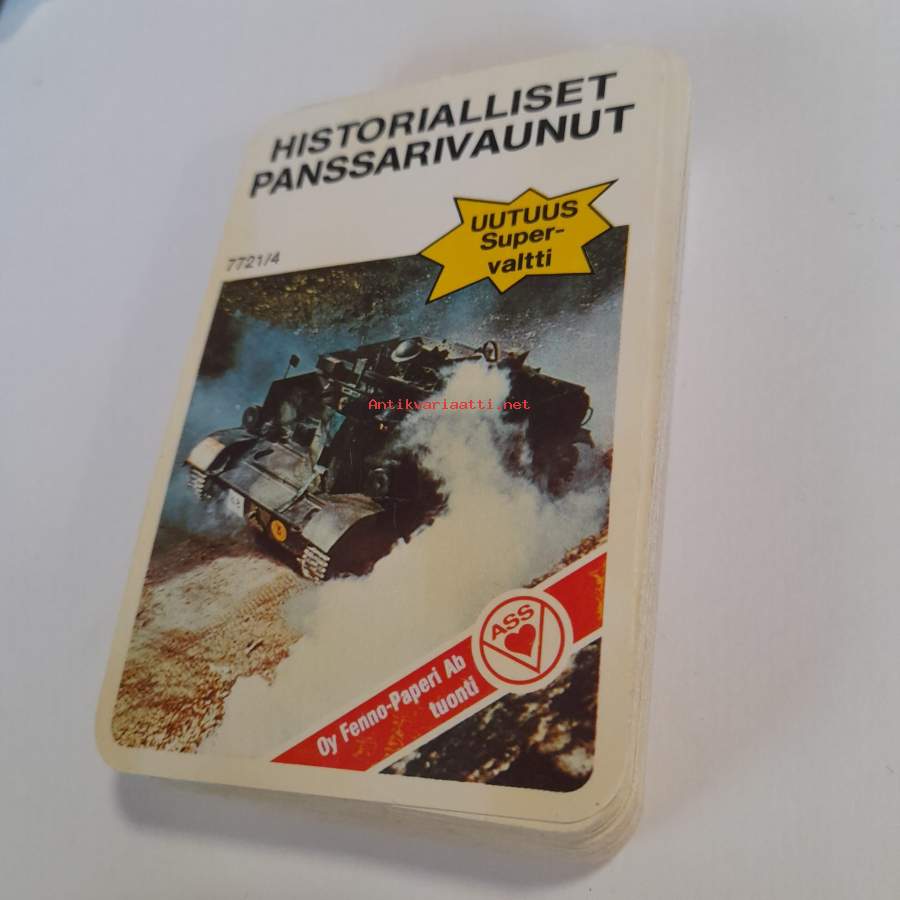 HISTORIALLISET
PANSSARIVAUNUT
UUTUUS
Super-
valtti
7721/4
Antikvariaatti.net
ASS
Oy Fenno-Paperi Ab
tuonti